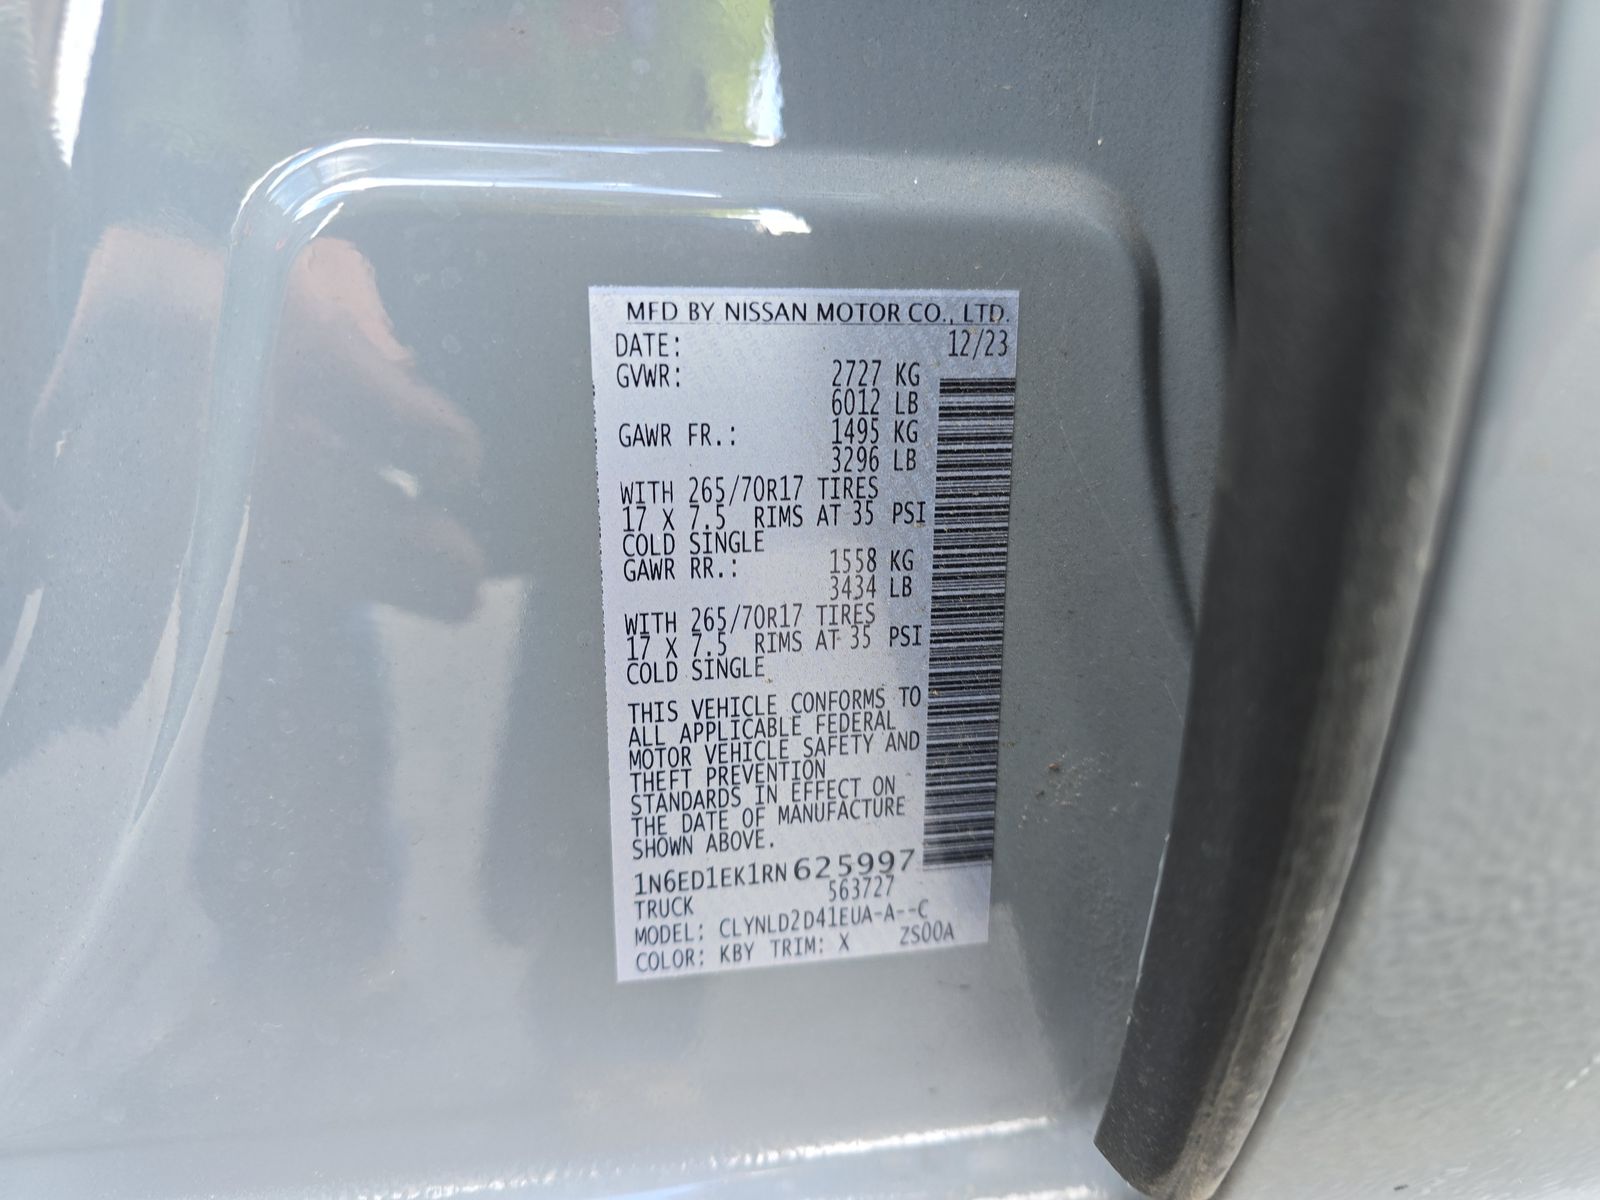 MFD BY NISSAN MOTOR CO., LTD.
DATE: 12/23
GVWR: 2727 KG
6012 LB
GAWR FR.: 1495 KG
3296 LB
WITH 265/70R17 TIRES
17 X 7.5 RIMS AT 35 PSI
COLD SINGLE
GAWR RR.: 1558 KG
3434 LB
WITH 265/70R17 TIRES
17 X 7.5 RIMS AT 35 PSI
COLD SINGLE
THIS VEHICLE CONFORMS TO
ALL APPLICABLE FEDERAL
MOTOR VEHICLE SAFETY AND
THEFT PREVENTION
STANDARDS IN EFFECT ON
THE DATE OF MANUFACTURE
SHOWN ABOVE.
1N6ED1EK1RN625997
TRUCK 563727
MODEL: CLYNLD2D41EUA-A--C
COLOR: KBY TRIM: X ZS00A